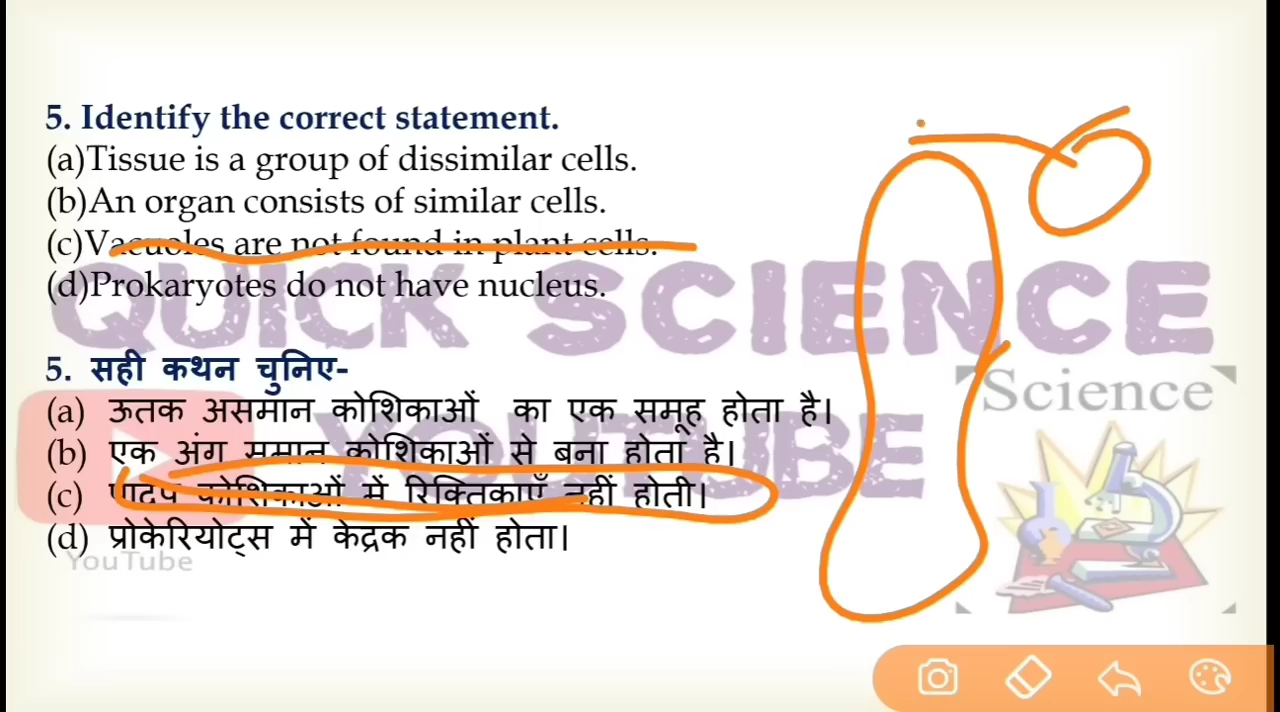 5. Identify the correct statement.
(a)Tissue is a group of dissimilar cells.
(b)An organ consists of similar cells.
(c)Vacuoles are not found in plant cells.
(d)Prokaryotes do not have nucleus.
QUICK SCIENCE
5. सही कथन चुनिए-
(a) ऊतक असमान कोशिकाओं का एक समूह होता है।
(b) एक अंग समान कोशिकाओं से बना होता है।
(c) पादप कोशिकाओं में रिक्तिकाएँ नहीं होती।
(d) प्रोकेरियोट्स में केंद्रक नहीं होता।
YOUTUBE
Science
YouTube